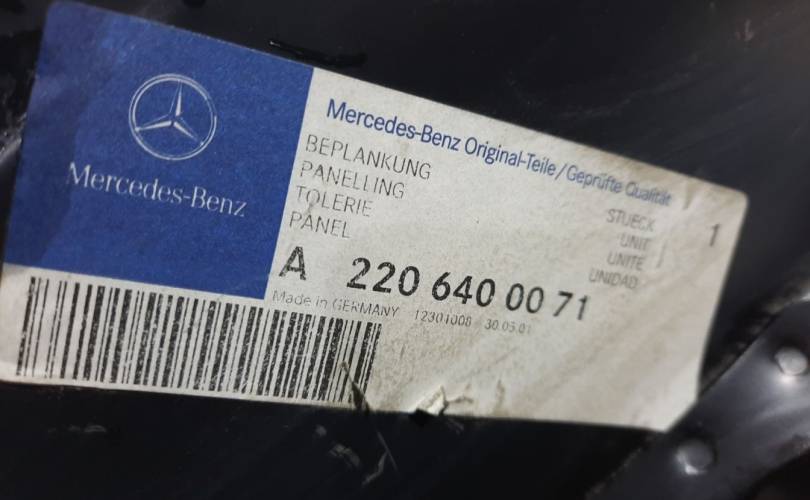 Mercedes-Benz
Mercedes-Benz Original-Teile/Geprüfte Qualität
BEPLANKUNG
PANELLING
TOLERIE
PANEL
STUECK
UNIT
UNITE
UNIDAD
1
A 220 640 00 71
Made in GERMANY 12301008 30.05.01